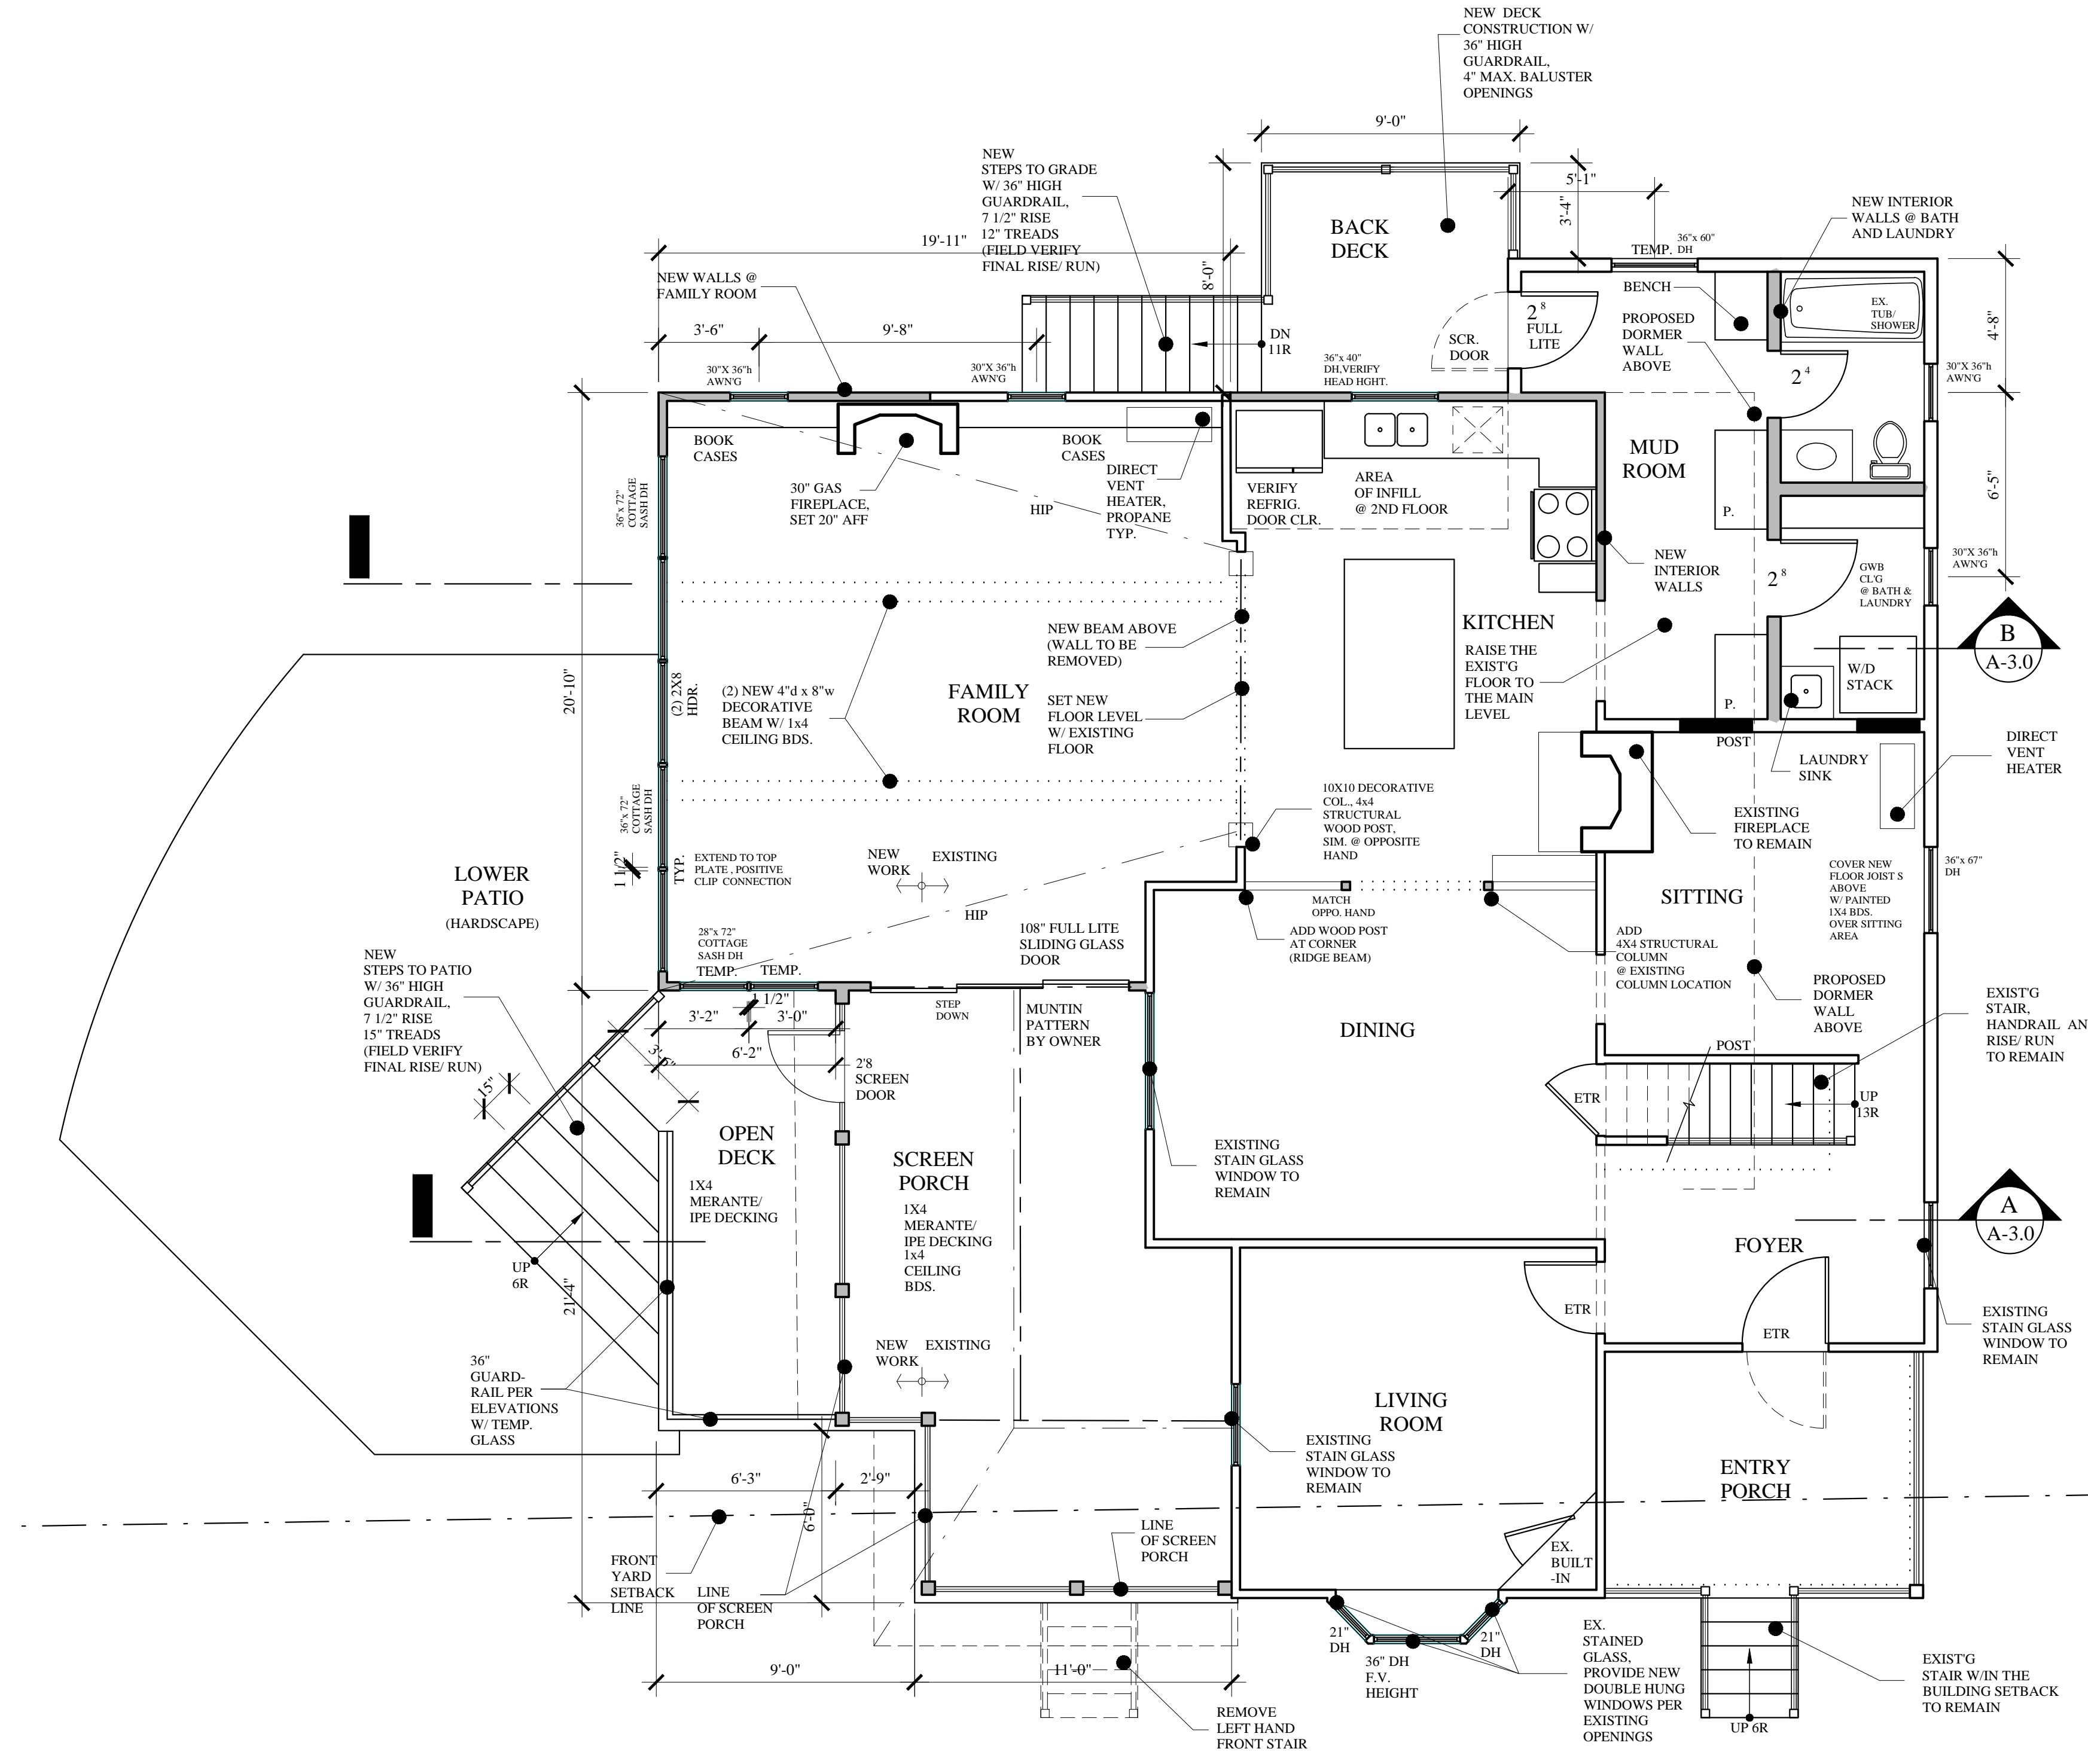 NEW DECK
CONSTRUCTION W/
36" HIGH
GUARDRAIL,
4" MAX. BALUSTER
OPENINGS
9'-0"
NEW
STEPS TO GRADE
W/ 36" HIGH
GUARDRAIL,
7 1/2" RISE
12" TREADS
(FIELD VERIFY
FINAL RISE/ RUN)
5'-1"
3'-4"
8'-0"
BACK
DECK
NEW INTERIOR
WALLS @ BATH
AND LAUNDRY
19'-11"
TEMP.
36"x 60"
DH
NEW WALLS @
FAMILY ROOM
BENCH
EX.
TUB/
SHOWER
4'-8"
3'-6"
9'-8"
DN
11R
SCR.
DOOR
2 8
FULL
LITE
PROPOSED
DORMER
WALL
ABOVE
36"x 40"
DH,VERIFY
HEAD HGHT.
30"X 36"h
AWN'G
30"X 36"h
AWN'G
2 4
30"X 36"h
AWN'G
BOOK
CASES
BOOK
CASES
DIRECT
VENT
HEATER,
PROPANE
TYP.
30" GAS
FIREPLACE,
SET 20" AFF
HIP
VERIFY
REFRIG.
DOOR CLR.
AREA
OF INFILL
@ 2ND FLOOR
MUD
ROOM
P.
6'-5"
36"x 72"
COTTAGE
SASH DH
NEW
INTERIOR
WALLS
2 8
GWB
CL'G
@ BATH &
LAUNDRY
30"X 36"h
AWN'G
NEW BEAM ABOVE
(WALL TO BE
REMOVED)
KITCHEN
RAISE THE
EXIST'G
FLOOR TO
THE MAIN
LEVEL
B
A-3.0
20'-10"
(2) 2X8
HDR.
(2) NEW 4"d x 8"w
DECORATIVE
BEAM W/ 1x4
CEILING BDS.
FAMILY
ROOM
SET NEW
FLOOR LEVEL
W/ EXISTING
FLOOR
W/D
STACK
P.
POST
LAUNDRY
SINK
DIRECT
VENT
HEATER
36"x 72"
COTTAGE
SASH DH
10X10 DECORATIVE
COL., 4x4
STRUCTURAL
WOOD POST,
SIM. @ OPPOSITE
HAND
EXISTING
FIREPLACE
TO REMAIN
1 1/2"
TYP.
EXTEND TO TOP
PLATE , POSITIVE
CLIP CONNECTION
NEW
WORK
EXISTING
COVER NEW
FLOOR JOIST S
ABOVE
W/ PAINTED
1X4 BDS.
OVER SITTING
AREA
36"x 67"
DH
LOWER
PATIO
(HARDSCAPE)
SITTING
HIP
MATCH
OPPO. HAND
ADD WOOD POST
AT CORNER
(RIDGE BEAM)
ADD
4X4 STRUCTURAL
COLUMN
@ EXISTING
COLUMN LOCATION
28"x 72"
COTTAGE
SASH DH
TEMP.
TEMP.
108" FULL LITE
SLIDING GLASS
DOOR
NEW
STEPS TO PATIO
W/ 36" HIGH
GUARDRAIL,
7 1/2" RISE
15" TREADS
(FIELD VERIFY
FINAL RISE/ RUN)
PROPOSED
DORMER
WALL
ABOVE
EXIST'G
STAIR,
HANDRAIL AN
RISE/ RUN
TO REMAIN
1 1/2"
3'-2"
3'-0"
6'-2"
STEP
DOWN
MUNTIN
PATTERN
BY OWNER
DINING
POST
3'-6"
15"
2'8
SCREEN
DOOR
ETR
UP
13R
OPEN
DECK
1X4
MERANTE/
IPE DECKING
SCREEN
PORCH
1X4
MERANTE/
IPE DECKING
1x4
CEILING
BDS.
EXISTING
STAIN GLASS
WINDOW TO
REMAIN
A
A-3.0
FOYER
UP
6R
21'-4"
ETR
ETR
EXISTING
STAIN GLASS
WINDOW TO
REMAIN
NEW
WORK
EXISTING
36"
GUARD-
RAIL PER
ELEVATIONS
W/ TEMP.
GLASS
LIVING
ROOM
EXISTING
STAIN GLASS
WINDOW TO
REMAIN
ENTRY
PORCH
6'-3"
2'-9"
6'-0"
LINE
OF SCREEN
PORCH
EX.
BUILT
-IN
FRONT
YARD
SETBACK
LINE
LINE
OF SCREEN
PORCH
21"
DH
21"
DH
36" DH
F.V.
HEIGHT
EX.
STAINED
GLASS,
PROVIDE NEW
DOUBLE HUNG
WINDOWS PER
EXISTING
OPENINGS
9'-0"
11'-0"
EXIST'G
STAIR W/IN THE
BUILDING SETBACK
TO REMAIN
REMOVE
LEFT HAND
FRONT STAIR
UP 6R